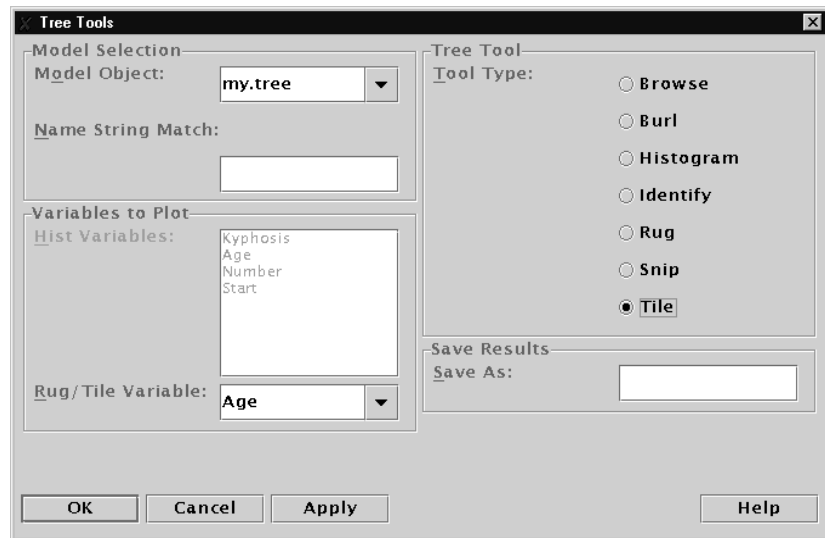 Tree Tools
Model Selection
Model Object:
my.tree
Name String Match:
Variables to Plot
Hist Variables:
Kyphosis
Age
Number
Start
Rug/Tile Variable:
Age
Tree Tool
Tool Type:
Browse
Burl
Histogram
Identify
Rug
Snip
Tile
Save Results
Save As:
OK
Cancel
Apply
Help